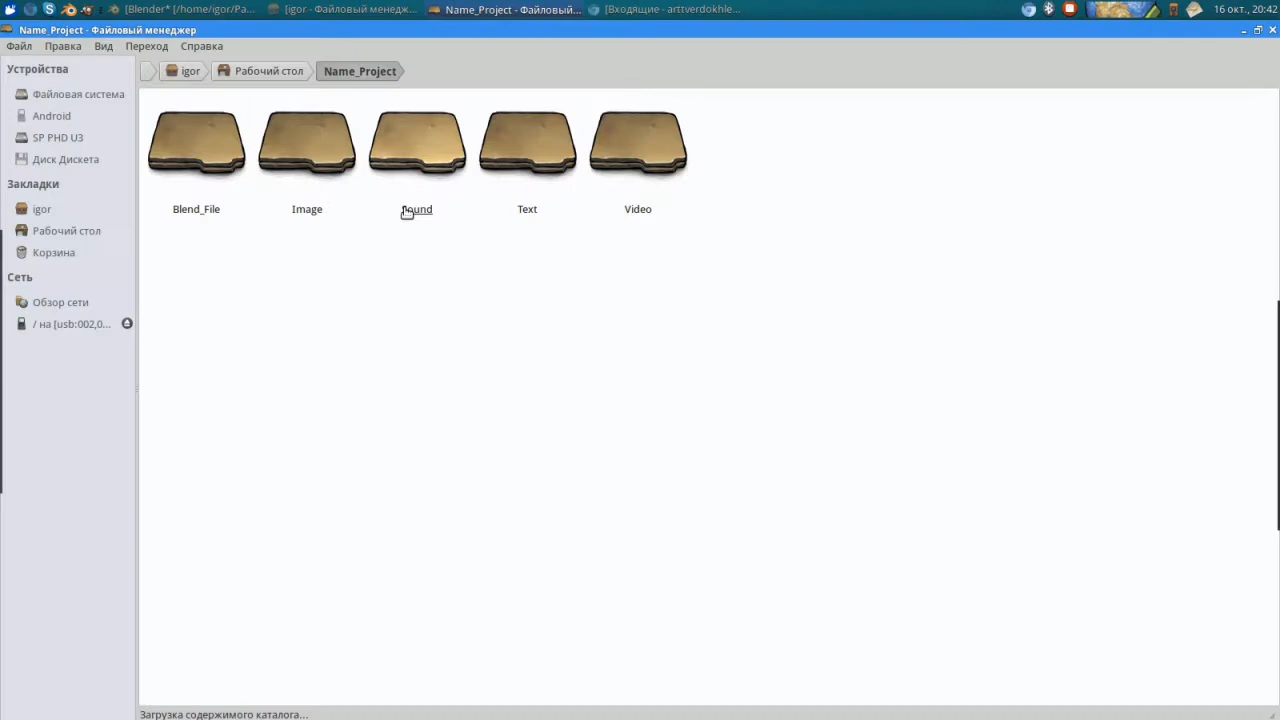 [Blender* [/home/igor/Ра... [igor - Файловый менедж... Name_Project - Файловый... [Входящие - arttverdokhle... 16 окт., 20:42
Name_Project - Файловый менеджер
Файл Правка Вид Переход Справка
Устройства
igor Рабочий стол Name_Project
Файловая система
Android
SP PHD U3
Диск Дискета
Закладки
igor
Рабочий стол
Корзина
Сеть
Обзор сети
/ на [usb:002,0...
Blend_File Image Sound Text Video
Загрузка содержимого каталога...